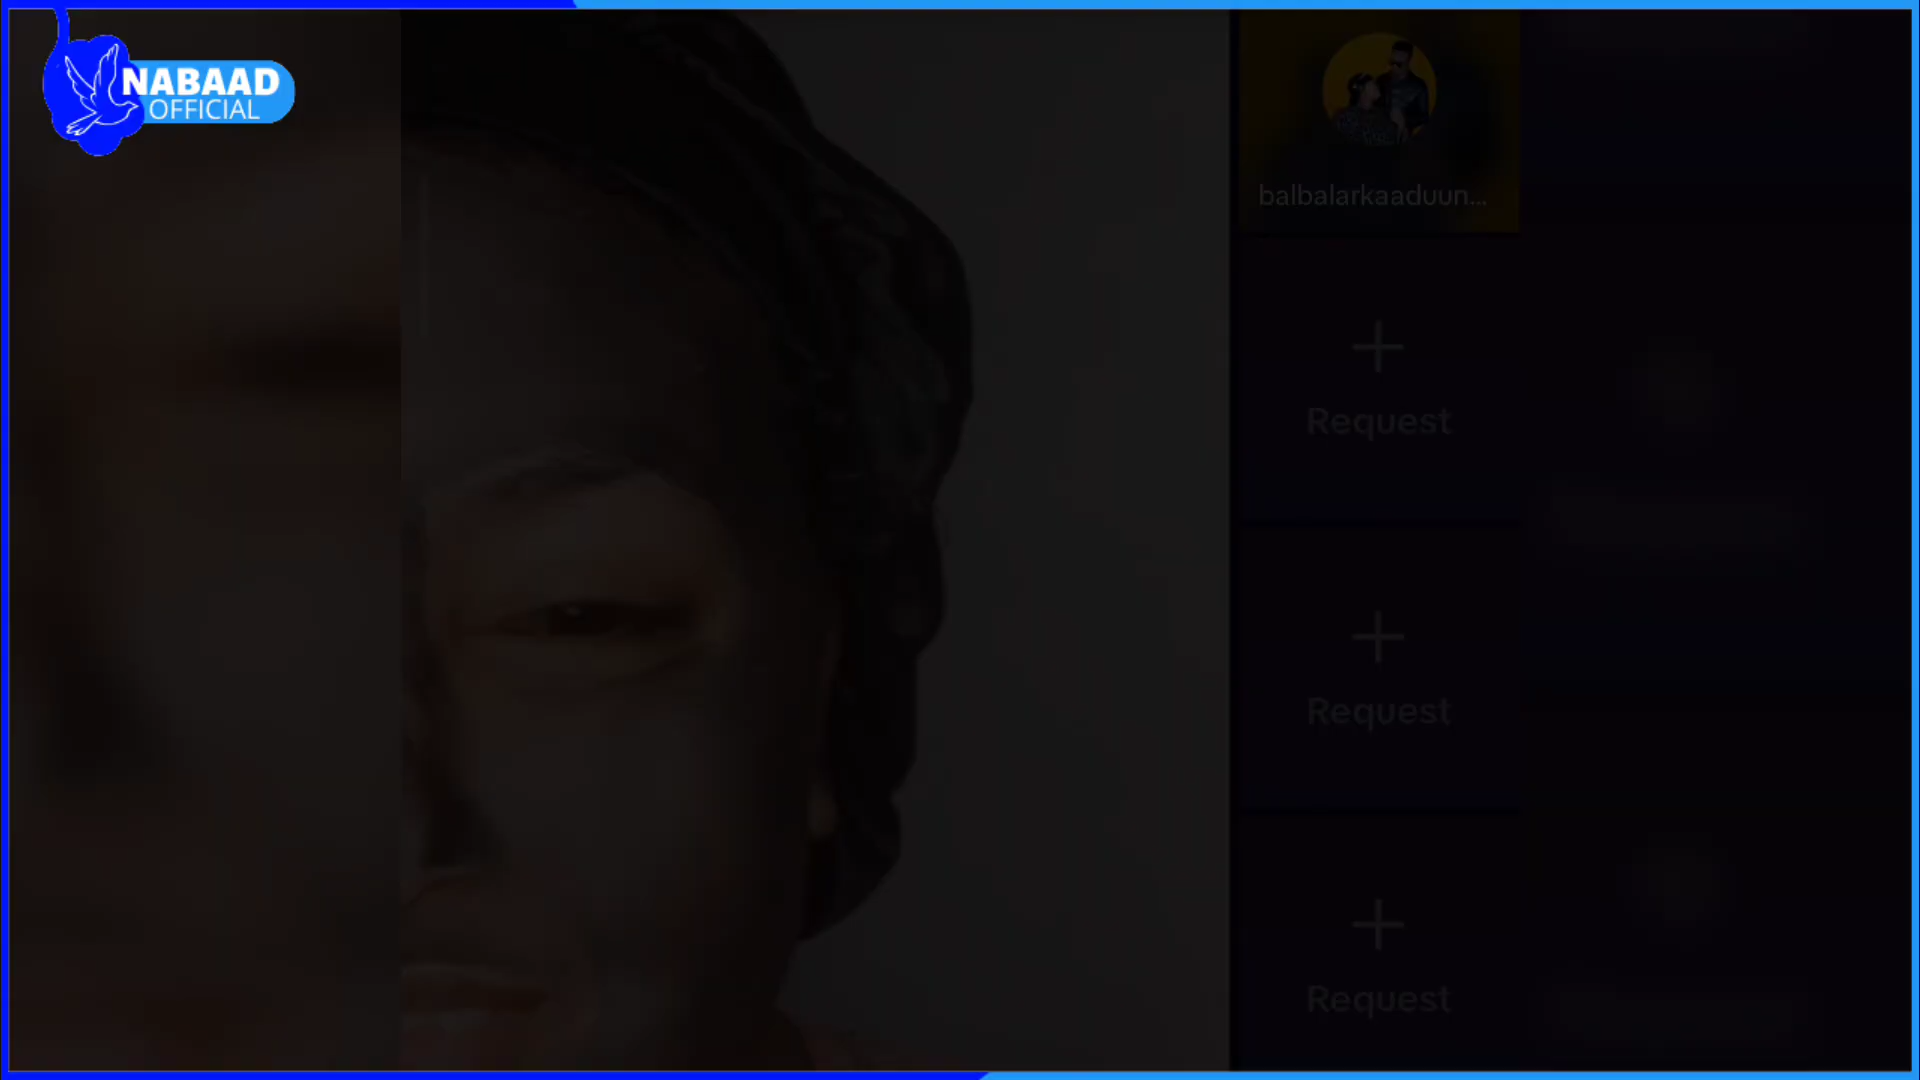 NABAAD
OFFICIAL
balbalarkaaduun...
Request
Request
Request